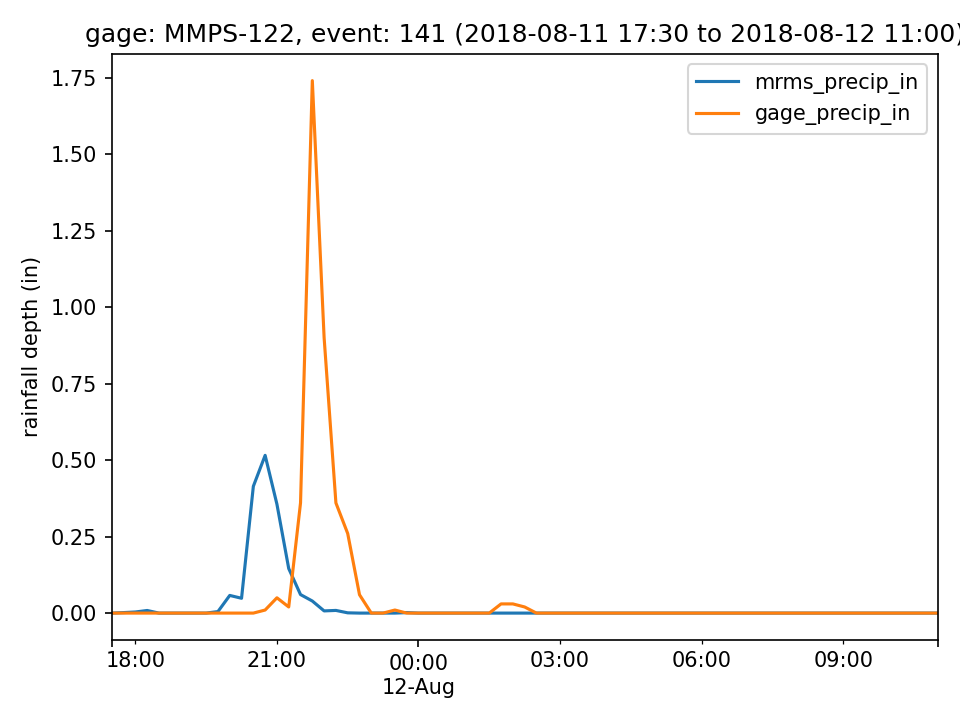 gage: MMPS-122, event: 141 (2018-08-11 17:30 to 2018-08-12 11:00)
mrms_precip_in
gage_precip_in
rainfall depth (in)
1.75
1.50
1.25
1.00
0.75
0.50
0.25
0.00
18:00 21:00 00:00 03:00 06:00 09:00
12-Aug